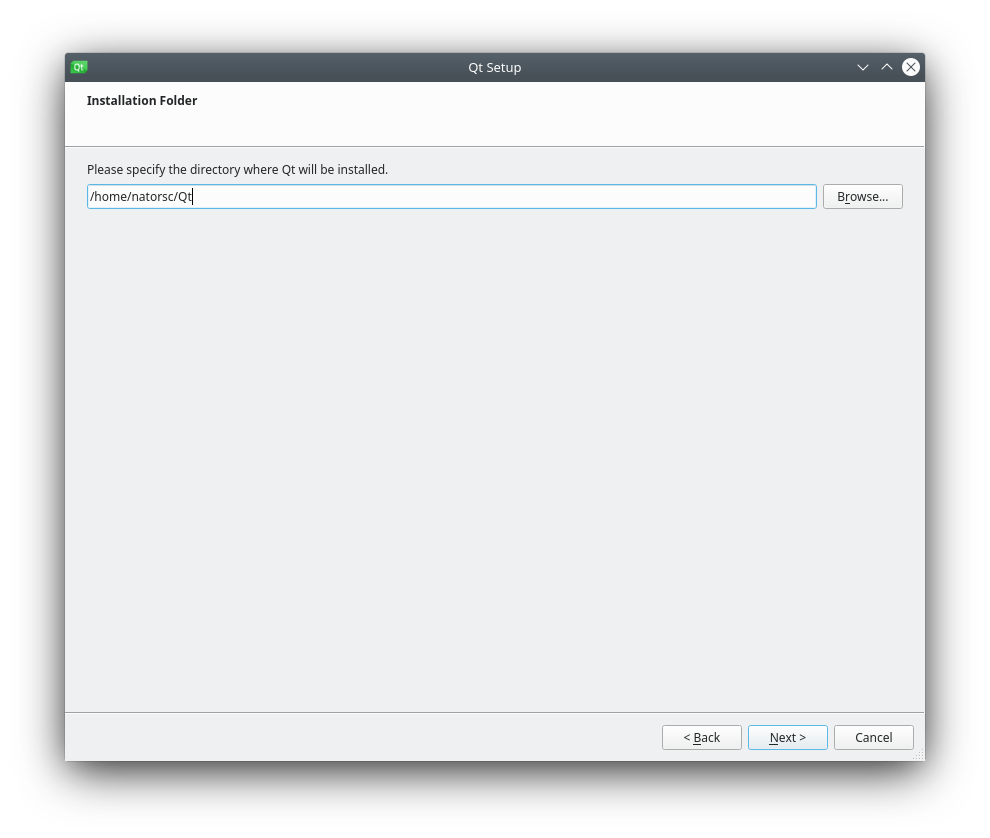 Qt
Qt Setup
Installation Folder
Please specify the directory where Qt will be installed.
/home/natorsc/Qt
Browse...
< Back
Next >
Cancel